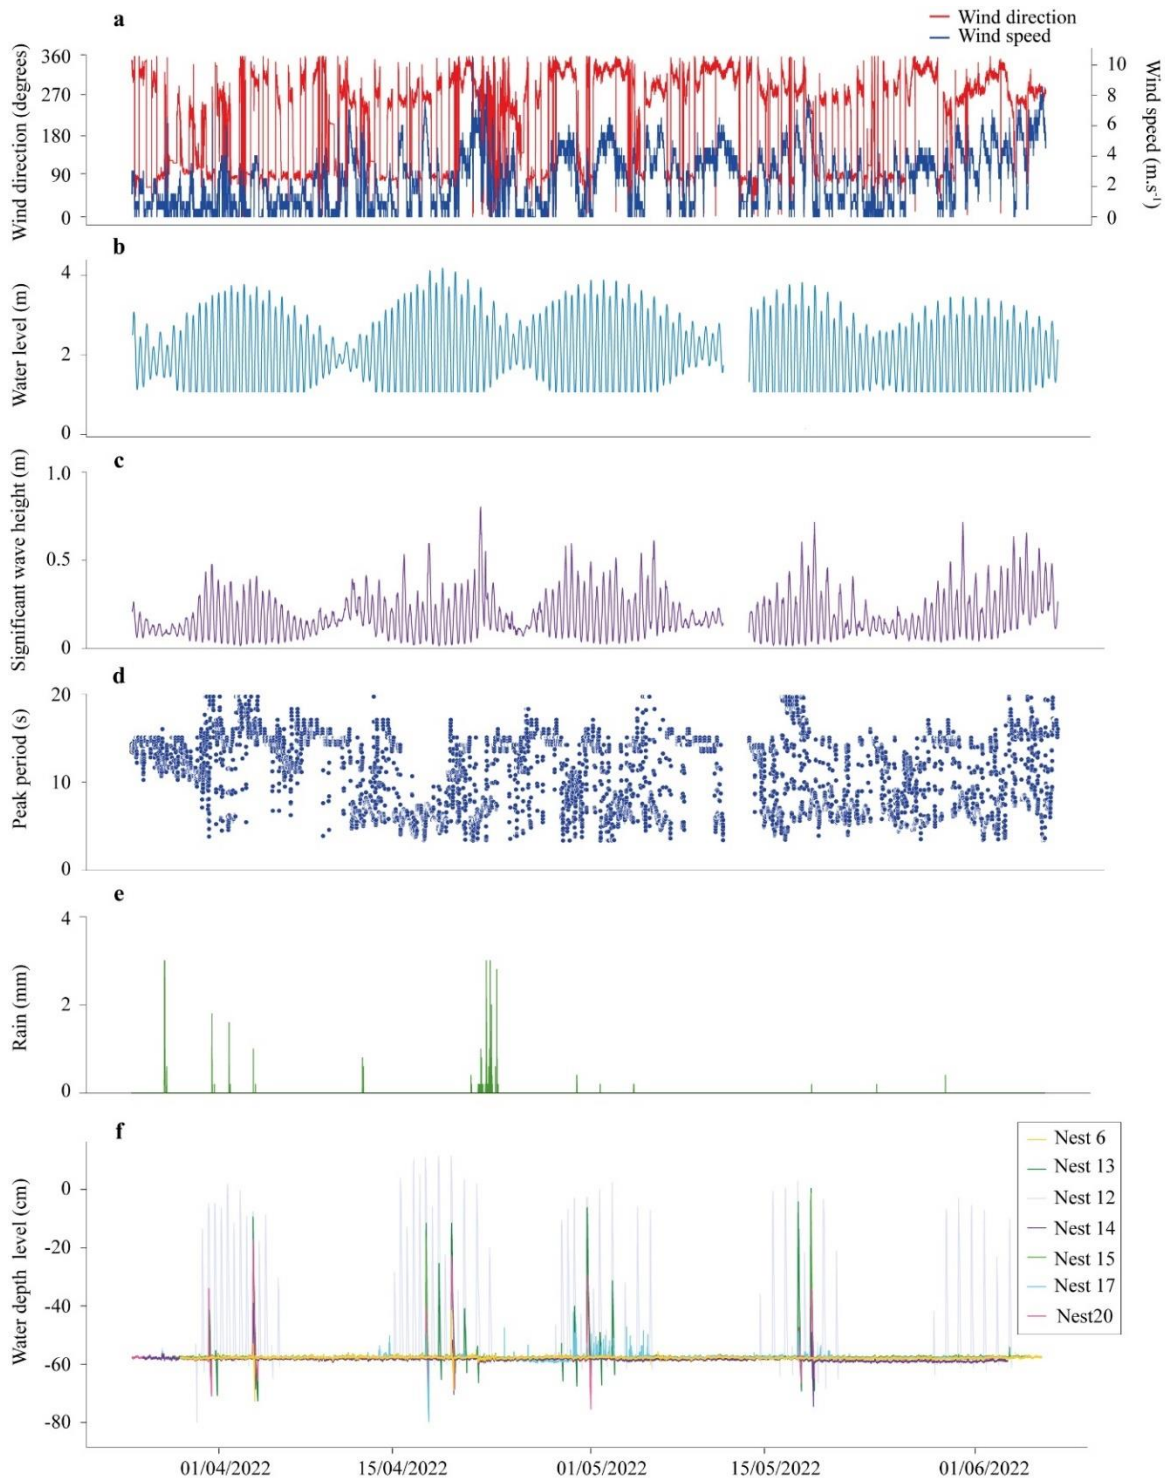 a
Wind direction
Wind speed
Wind direction (degrees)
360
270
180
90
0
10
8
6
4
2
0
Wind speed (m.s⁻¹)
b
Water level (m)
4
2
0
c
Significant wave height (m)
1.0
0.5
0
d
Peak period (s)
20
10
0
e
Rain (mm)
4
2
0
f
Water depth level (cm)
0
-20
-40
-60
-80
Nest 6
Nest 13
Nest 12
Nest 14
Nest 15
Nest 17
Nest20
01/04/2022
15/04/2022
01/05/2022
15/05/2022
01/06/2022